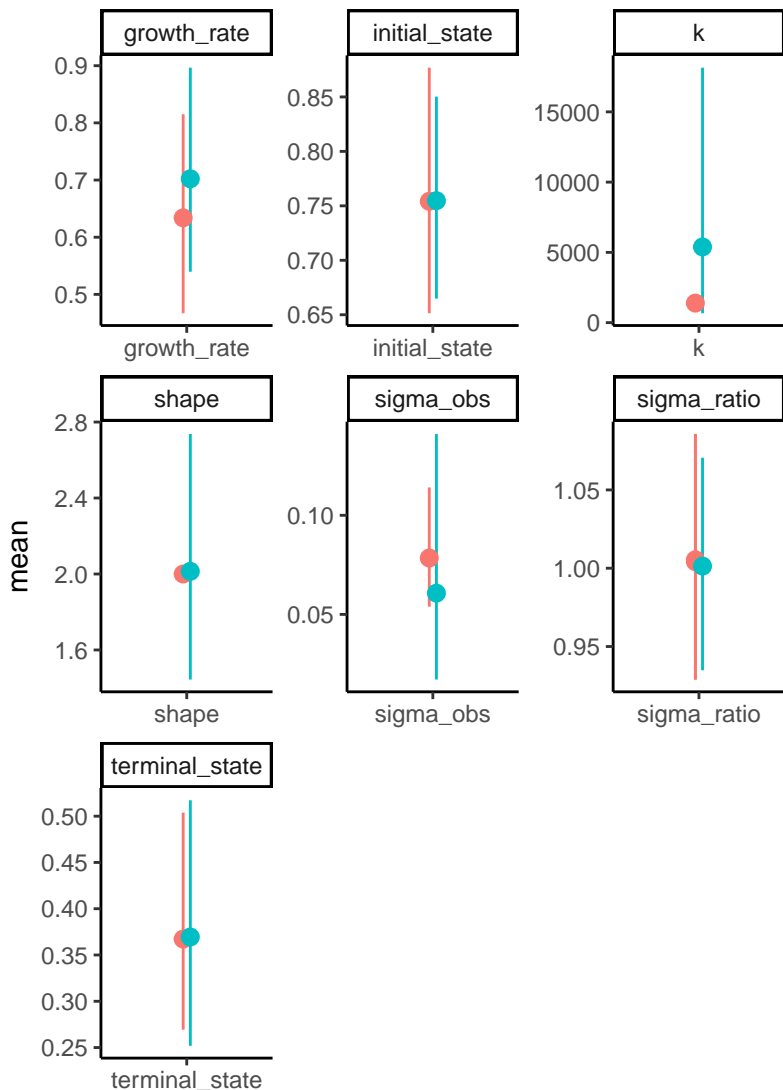 growth_rate
initial_state
k
0.9
0.8
0.7
0.6
0.5
0.85
0.80
0.75
0.70
0.65
15000
10000
5000
0
growth_rate
initial_state
k
shape
sigma_obs
sigma_ratio
mean
2.8
2.4
2.0
1.6
0.10
0.05
1.05
1.00
0.95
shape
sigma_obs
sigma_ratio
terminal_state
0.50
0.45
0.40
0.35
0.30
0.25
terminal_state